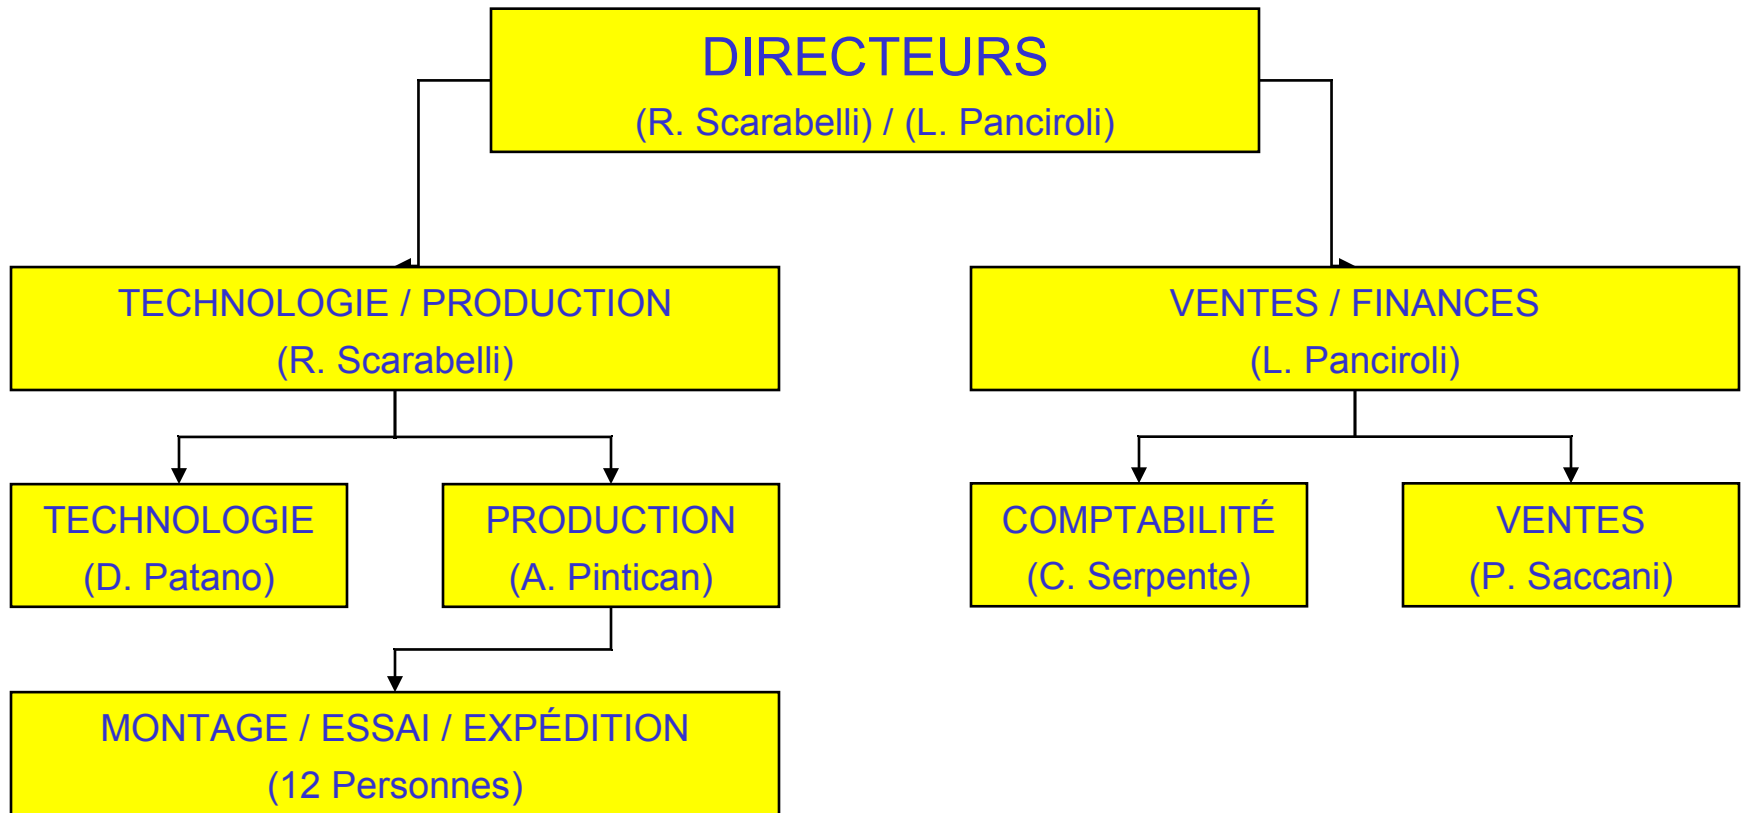 DIRECTEURS
(R. Scarabelli) / (L. Panciroli)
TECHNOLOGIE / PRODUCTION
(R. Scarabelli)
VENTES / FINANCES
(L. Panciroli)
TECHNOLOGIE
(D. Patano)
PRODUCTION
(A. Pintican)
COMPTABILITÉ
(C. Serpente)
VENTES
(P. Saccani)
MONTAGE / ESSAI / EXPÉDITION
(12 Personnes)